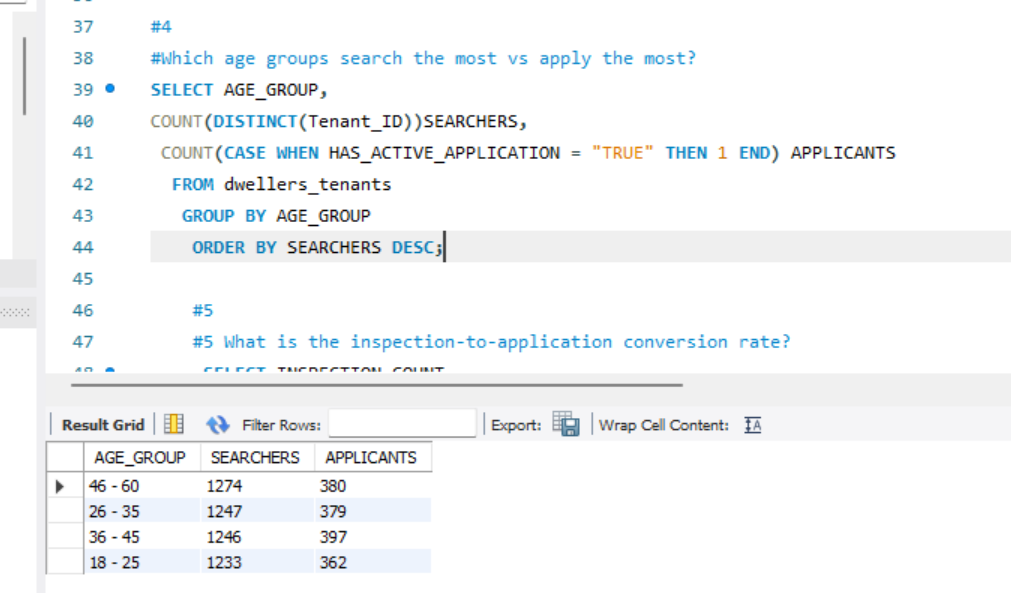 37 #4
38 #Which age groups search the most vs apply the most?
39 SELECT AGE_GROUP,
40 COUNT(DISTINCT(Tenant_ID))SEARCHERS,
41 COUNT(CASE WHEN HAS_ACTIVE_APPLICATION = "TRUE" THEN 1 END) APPLICANTS
42 FROM dwellers_tenants
43 GROUP BY AGE_GROUP
44 ORDER BY SEARCHERS DESC;
45
46 #5
47 #5 What is the inspection-to-application conversion rate?
48 SELECT INSPECTION_COUNT
Result Grid Filter Rows: Export: Wrap Cell Content: IA
AGE_GROUP SEARCHERS APPLICANTS
46 - 60 1274 380
26 - 35 1247 379
36 - 45 1246 397
18 - 25 1233 362